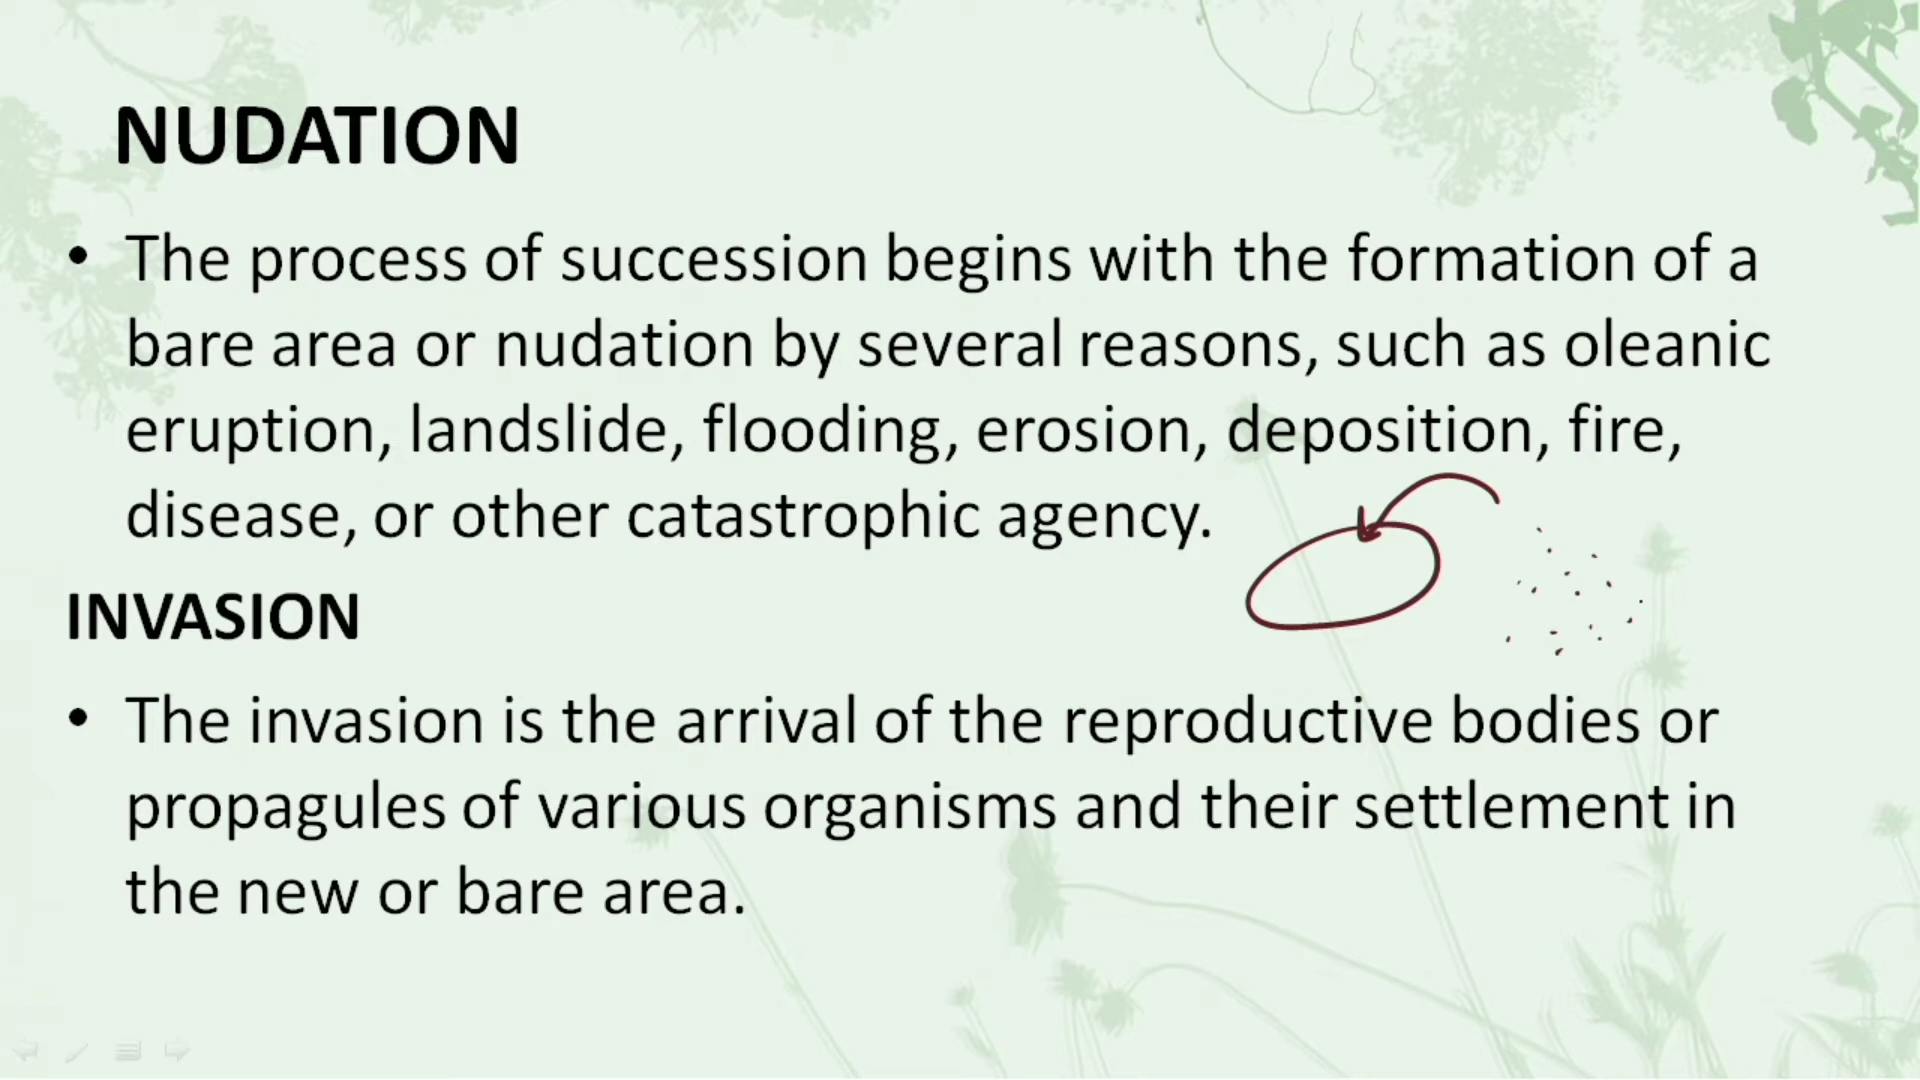 NUDATION
• The process of succession begins with the formation of a
bare area or nudation by several reasons, such as oleanic
eruption, landslide, flooding, erosion, deposition, fire,
disease, or other catastrophic agency.
INVASION
• The invasion is the arrival of the reproductive bodies or
propagules of various organisms and their settlement in
the new or bare area.